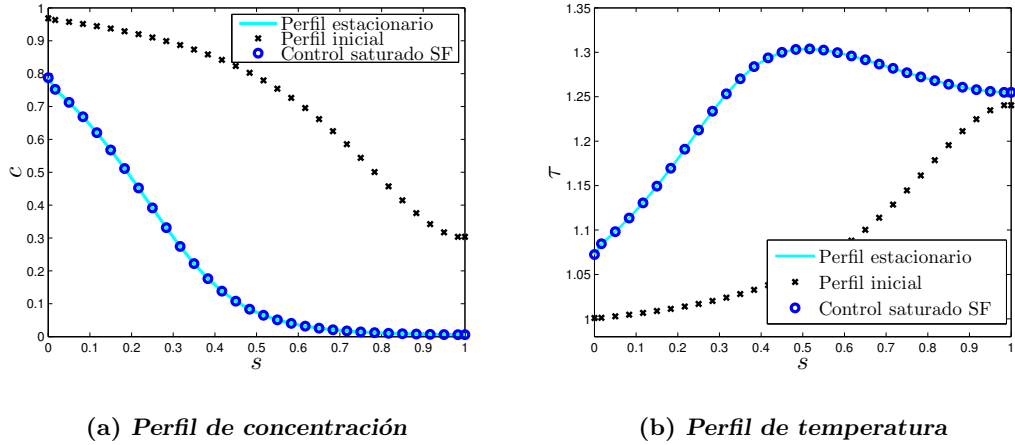 1
0.9
0.8
0.7
0.6
0.5
0.4
0.3
0.2
0.1
0
c
0 0.1 0.2 0.3 0.4 0.5 0.6 0.7 0.8 0.9 1
s
Perfil estacionario
Perfil inicial
Control saturado SF
(a) Perfil de concentración
1.35
1.3
1.25
1.2
1.15
1.1
1.05
1
τ
0 0.1 0.2 0.3 0.4 0.5 0.6 0.7 0.8 0.9 1
s
Perfil estacionario
Perfil inicial
Control saturado SF
(b) Perfil de temperatura